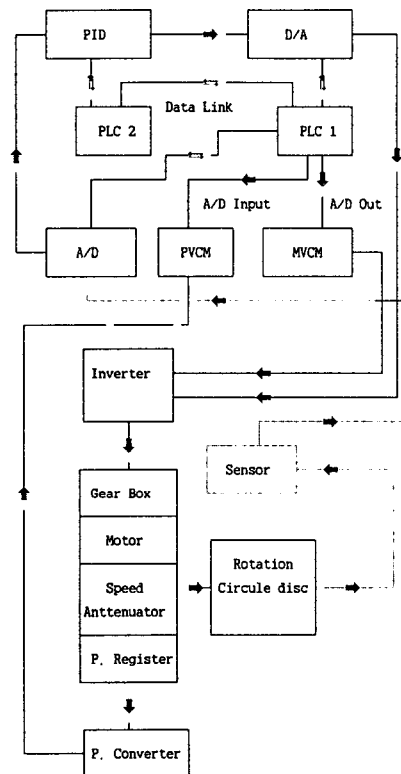 PID
D/A
Data Link
PLC 2
PLC 1
A/D Input
A/D Out
A/D
PVCM
MVCM
Inverter
Sensor
Gear Box
Motor
Rotation
Circule disc
Speed
Anttenuator
P. Register
P. Converter